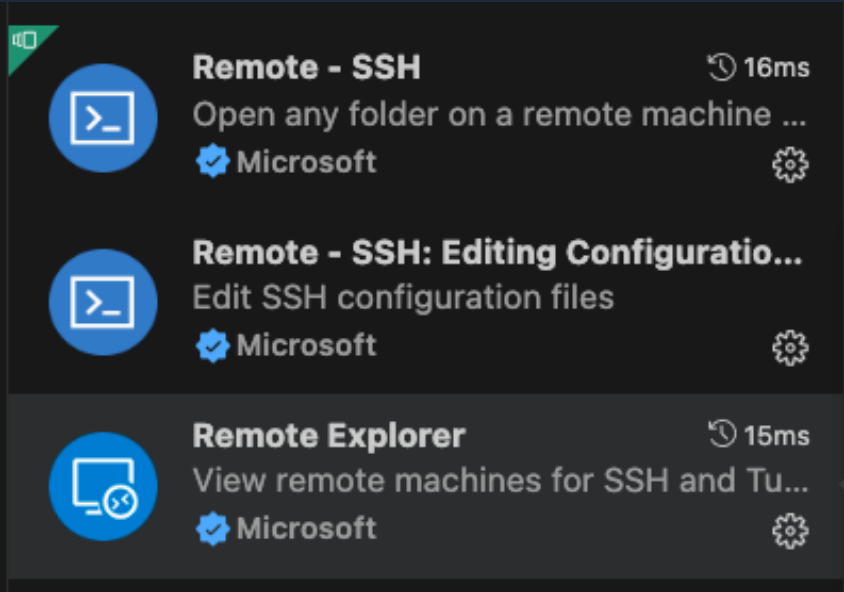 Remote - SSH 16ms
Open any folder on a remote machine ...
Microsoft
Remote - SSH: Editing Configuratio...
Edit SSH configuration files
Microsoft
Remote Explorer 15ms
View remote machines for SSH and Tu...
Microsoft